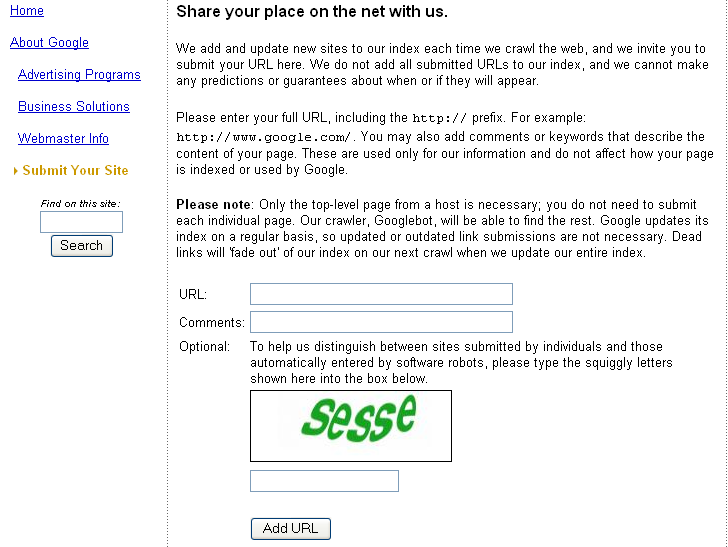 Home
About Google
Advertising Programs
Business Solutions
Webmaster Info
Submit Your Site
Find on this site:
Search
Share your place on the net with us.
We add and update new sites to our index each time we crawl the web, and we invite you to
submit your URL here. We do not add all submitted URLs to our index, and we cannot make
any predictions or guarantees about when or if they will appear.
Please enter your full URL, including the http:// prefix. For example:
http://www.google.com/. You may also add comments or keywords that describe the
content of your page. These are used only for our information and do not affect how your page
is indexed or used by Google.
Please note: Only the top-level page from a host is necessary; you do not need to submit
each individual page. Our crawler, Googlebot, will be able to find the rest. Google updates its
index on a regular basis, so updated or outdated link submissions are not necessary. Dead
links will 'fade out' of our index on our next crawl when we update our entire index.
URL:
Comments:
Optional: To help us distinguish between sites submitted by individuals and those
automatically entered by software robots, please type the squiggly letters
shown here into the box below.
sesse
Add URL